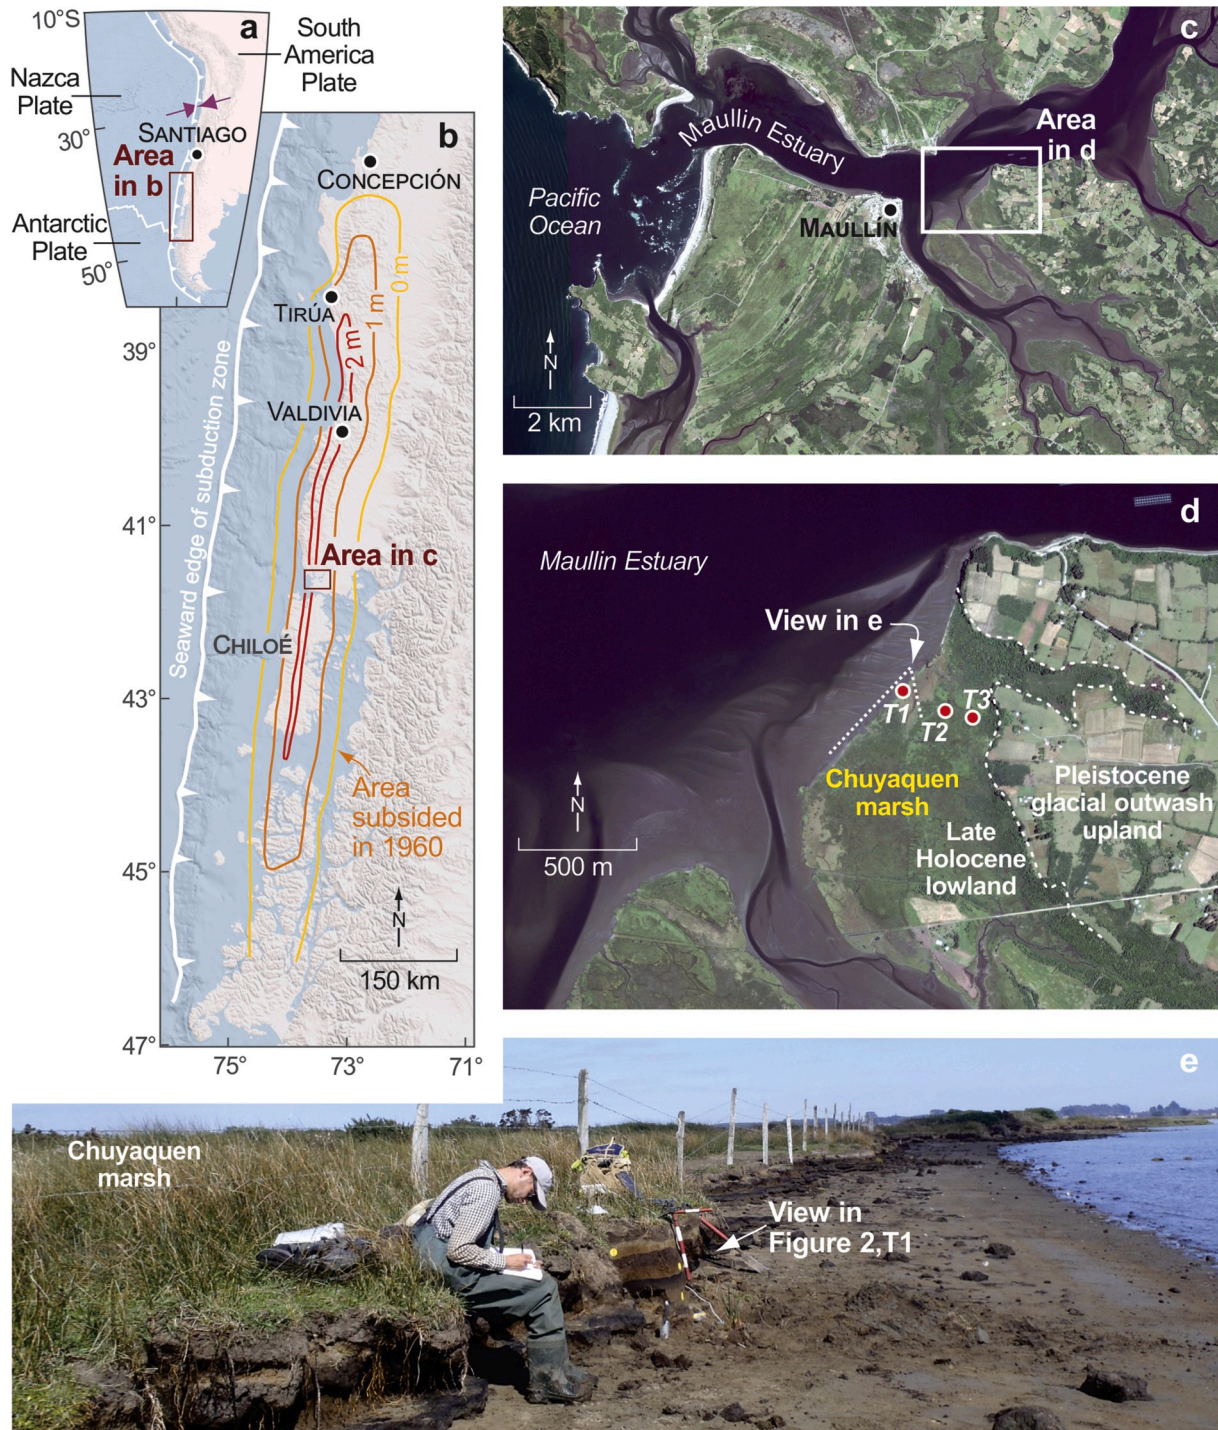 a
10°S
South
America
Plate
Nazca
Plate
30°
SANTIAGO
Area
in b
Antarctic
Plate
50°
b
CONCEPCIÓN
0 m
1 m
2 m
TIRÚA
39°
VALDIVIA
Seaward edge of subduction zone
41°
Area in c
CHILOÉ
43°
Area
subsided
in 1960
45°
N
150 km
47°
75°
73°
71°
c
Maullin Estuary
Area
in d
Pacific
Ocean
MAULLÍN
N
2 km
d
Maullin Estuary
View in e
T1
T2
T3
Chuyaquen
marsh
Pleistocene
glacial outwash
upland
Late
Holocene
lowland
N
500 m
e
Chuyaquen
marsh
View in
Figure 2,T1